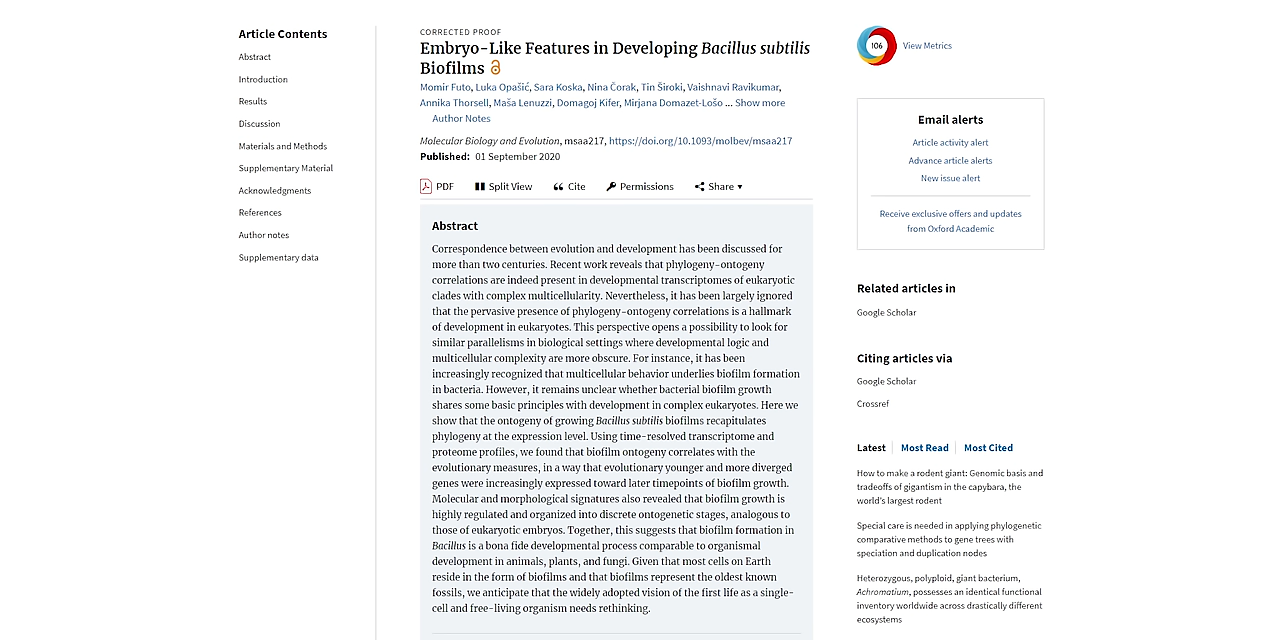 Article Contents
Abstract
Introduction
Results
Discussion
Materials and Methods
Supplementary Material
Acknowledgments
References
Author notes
Supplementary data
CORRECTED PROOF
Embryo-Like Features in Developing Bacillus subtilis
Biofilms
Momir Futo, Luka Opašić, Sara Koska, Nina Čorak, Tin Široki, Vaishnavi Ravikumar,
Annika Thorsell, Maša Lenuzzi, Domagoj Kifer, Mirjana Domazet-Lošo ... Show more
Author Notes
Molecular Biology and Evolution, msaa217, https://doi.org/10.1093/molbev/msaa217
Published: 01 September 2020
PDF Split View Cite Permissions Share
Abstract
Correspondence between evolution and development has been discussed for
more than two centuries. Recent work reveals that phylogeny-ontogeny
correlations are indeed present in developmental transcriptomes of eukaryotic
clades with complex multicellularity. Nevertheless, it has been largely ignored
that the pervasive presence of phylogeny-ontogeny correlations is a hallmark
of development in eukaryotes. This perspective opens a possibility to look for
similar parallelisms in biological settings where developmental logic and
multicellular complexity are more obscure. For instance, it has been
increasingly recognized that multicellular behavior underlies biofilm formation
in bacteria. However, it remains unclear whether bacterial biofilm growth
shares some basic principles with development in complex eukaryotes. Here we
show that the ontogeny of growing Bacillus subtilis biofilms recapitulates
phylogeny at the expression level. Using time-resolved transcriptome and
proteome profiles, we found that biofilm ontogeny correlates with the
evolutionary measures, in a way that evolutionary younger and more diverged
genes were increasingly expressed toward later timepoints of biofilm growth.
Molecular and morphological signatures also revealed that biofilm growth is
highly regulated and organized into discrete ontogenetic stages, analogous to
those of eukaryotic embryos. Together, this suggests that biofilm formation in
Bacillus is a bona fide developmental process comparable to organismal
development in animals, plants, and fungi. Given that most cells on Earth
reside in the form of biofilms and that biofilms represent the oldest known
fossils, we anticipate that the widely adopted vision of the first life as a single-
cell and free-living organism needs rethinking.
106 View Metrics
Email alerts
Article activity alert
Advance article alerts
New issue alert
Receive exclusive offers and updates
from Oxford Academic
Related articles in
Google Scholar
Citing articles via
Google Scholar
Crossref
Latest Most Read Most Cited
How to make a rodent giant: Genomic basis and
tradeoffs of gigantism in the capybara, the
world's largest rodent
Special care is needed in applying phylogenetic
comparative methods to gene trees with
speciation and duplication nodes
Heterozygous, polyploid, giant bacterium,
Achromatium, possesses an identical functional
inventory worldwide across drastically different
ecosystems